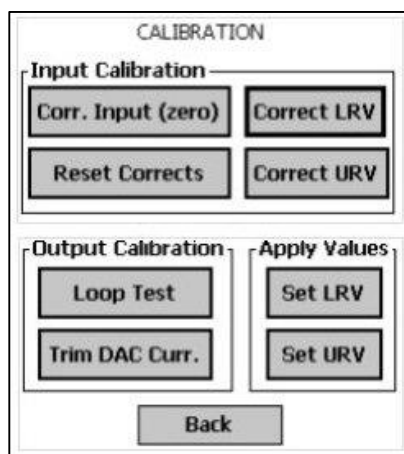 CALIBRATION
Input Calibration
Corr. Input (zero) Correct LRV
Reset Corrects Correct URV
Output Calibration Apply Values
Loop Test Set LRV
Trim DAC Curr. Set URV
Back